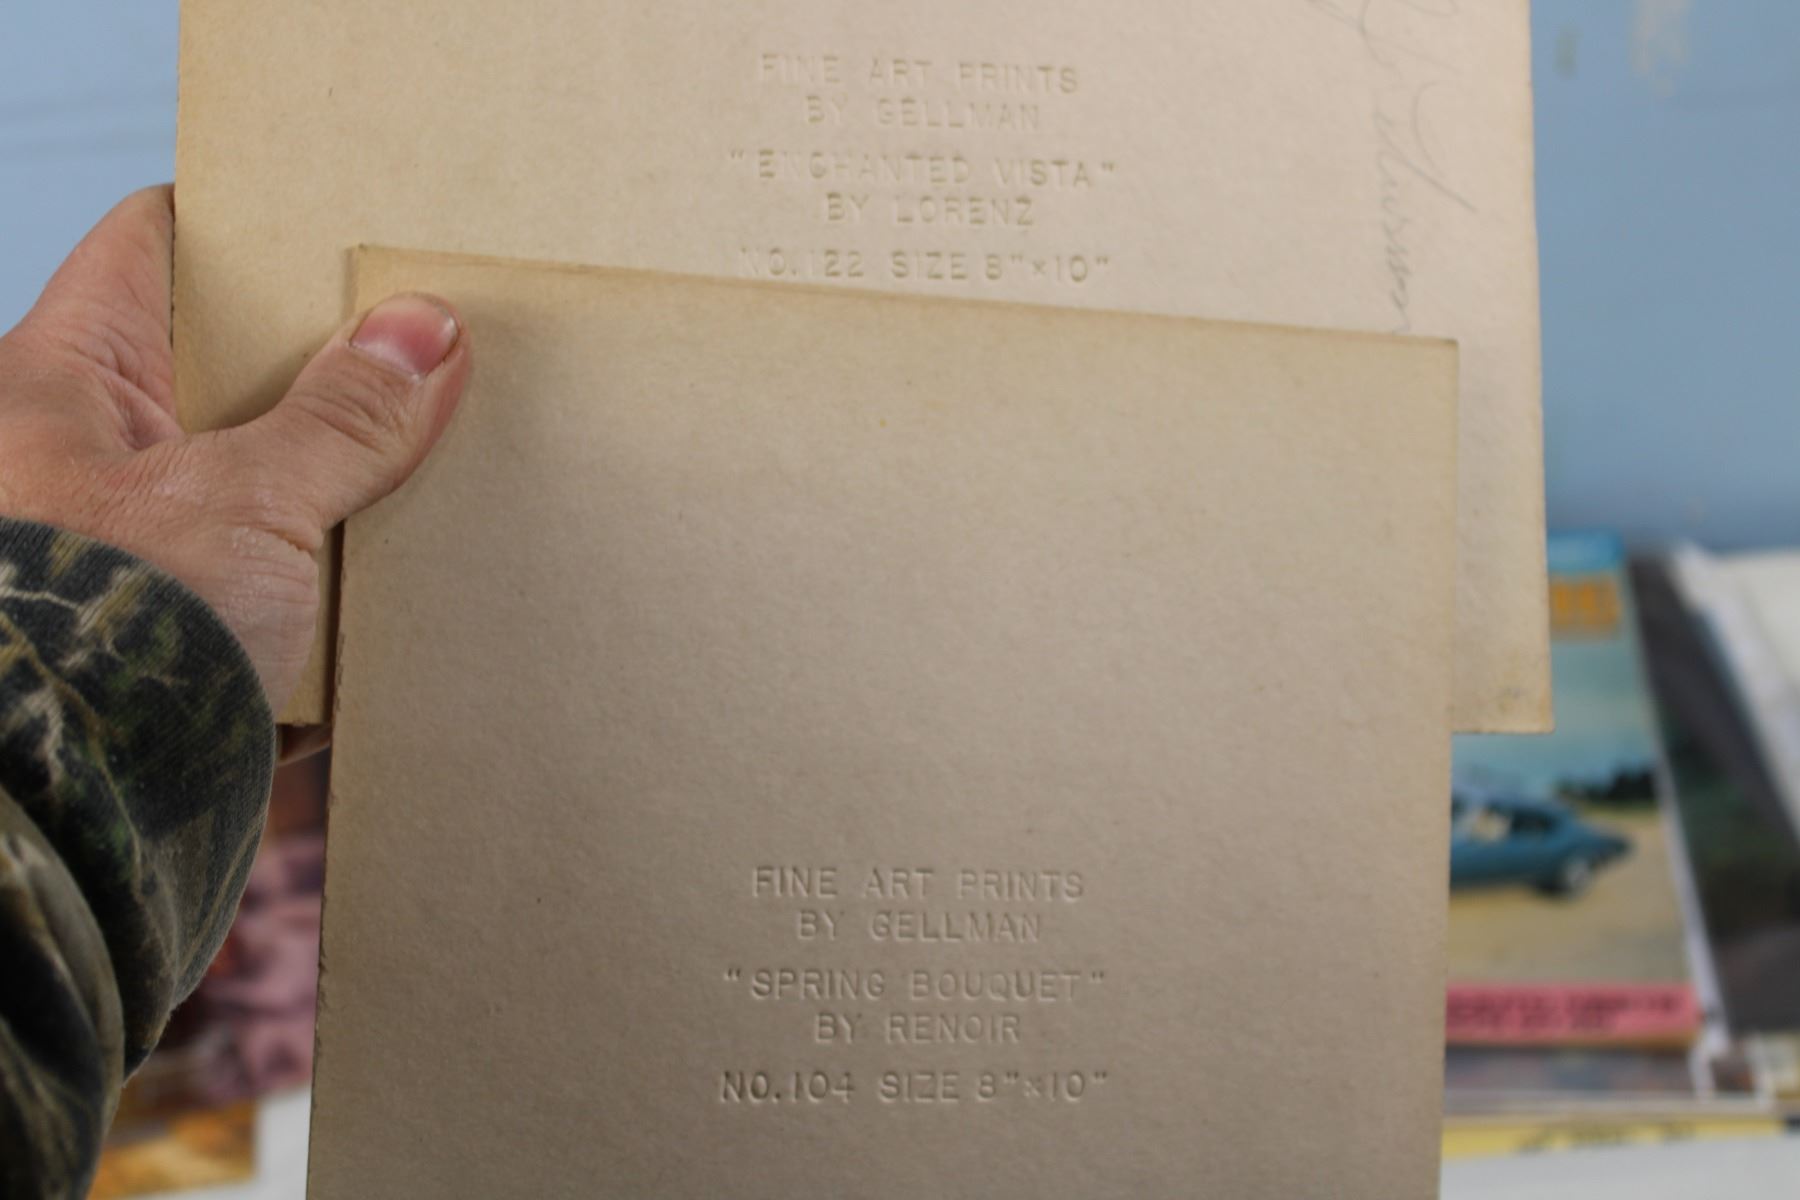 FINE ART PRINTS
BY GELLMAN
"ENCHANTED VISTA"
BY LORENZ
NO.122 SIZE 8"×10"
FINE ART PRINTS
BY GELLMAN
"SPRING BOUQUET"
BY RENOIR
NO.104 SIZE 8"×10"